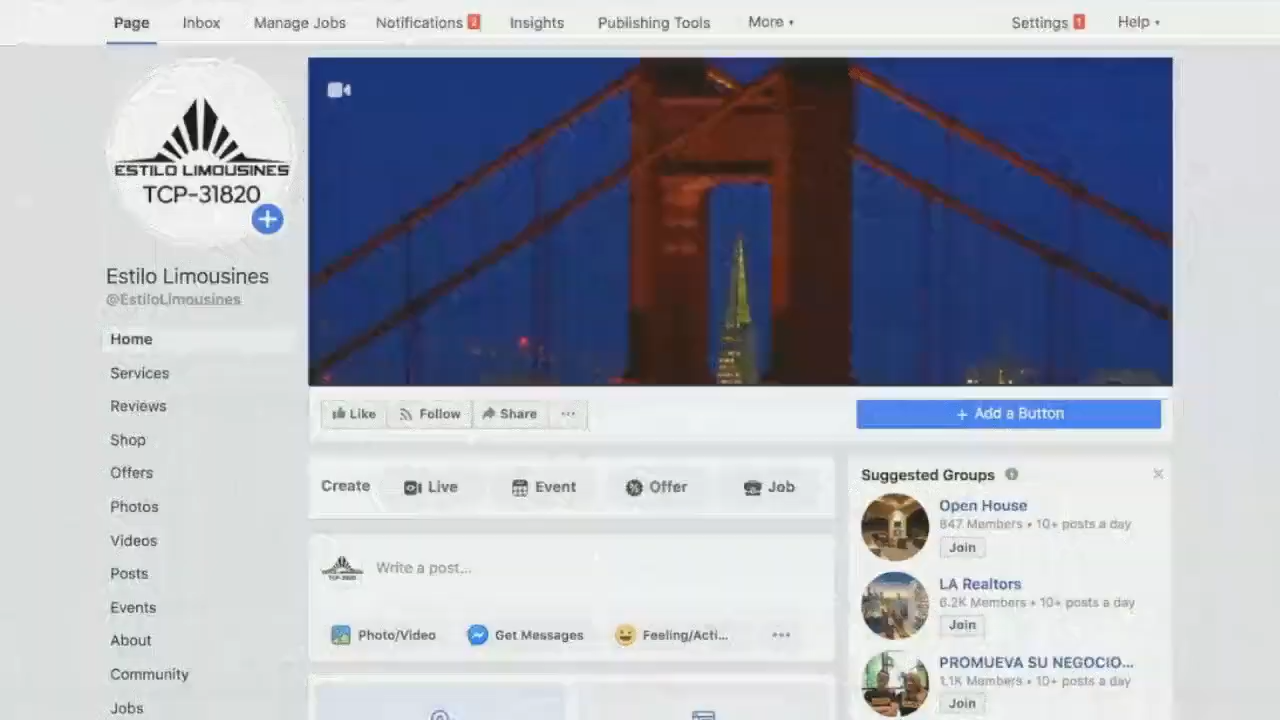 Page Inbox Manage Jobs Notifications 2 Insights Publishing Tools More Settings 1 Help
ESTILO LIMOUSINES
TCP-31820
Estilo Limousines
@EstiloLimousines
Home
Services
Reviews
Shop
Offers
Photos
Videos
Posts
Events
About
Community
Jobs
Like Follow Share ...
+ Add a Button
Create Live Event Offer Job
TCP-31820
Write a post...
Photo/Video Get Messages Feeling/Acti... ...
Suggested Groups
Open House
847 Members • 10+ posts a day
Join
LA Realtors
6.2K Members • 10+ posts a day
Join
PROMUEVA SU NEGOCIO...
1.1K Members • 10+ posts a day
Join